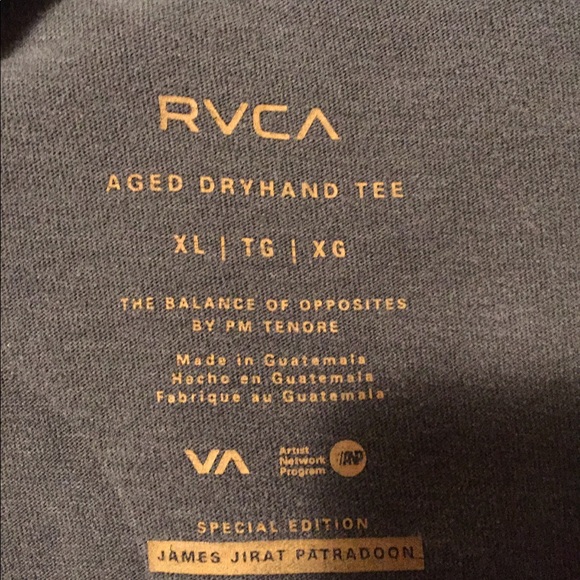 RVCA
AGED DRYHAND TEE
XL | TG | XG
THE BALANCE OF OPPOSITES
BY PM TENORE
Made in Guatemala
Hecho en Guatemala
Fabrique au Guatemala
VA Artist
Network
Program ANP
SPECIAL EDITION
JAMES JIRAT PATRADOON